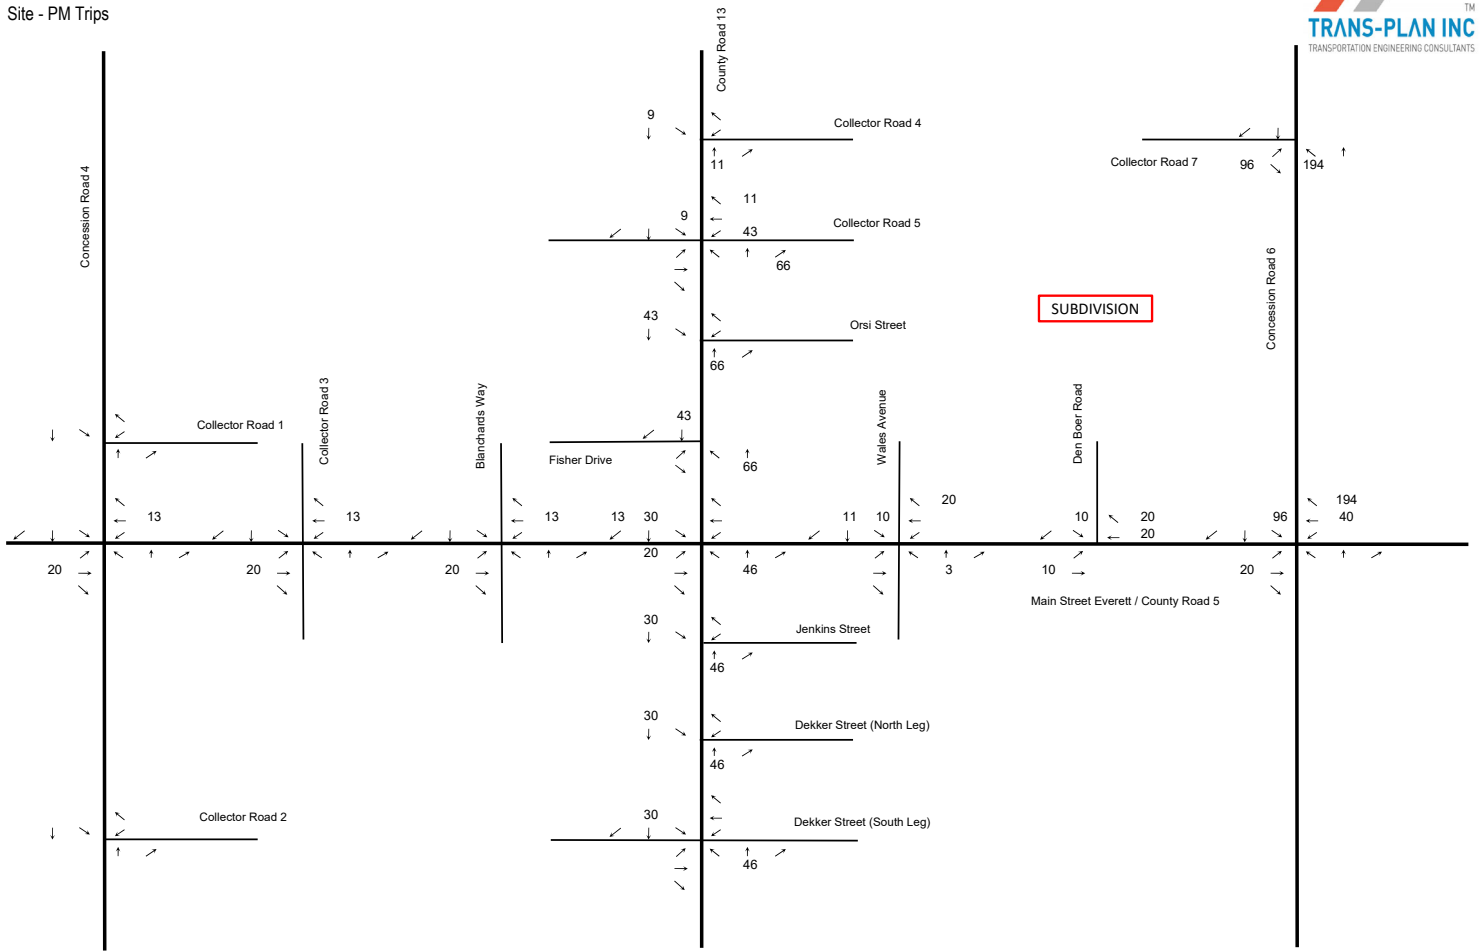 Site - PM Trips
TM
TRANS-PLAN INC
TRANSPORTATION ENGINEERING CONSULTANTS
County Road 13
Concession Road 4
9
Collector Road 4
11
Collector Road 7
96
194
11
9
Collector Road 5
43
66
Concession Road 6
SUBDIVISION
43
Orsi Street
66
Collector Road 1
Collector Road 3
Blanchards Way
43
Fisher Drive
66
Wales Avenue
Den Boer Road
20
194
13
13
13
13
30
11
10
10
20
96
40
20
20
20
20
20
20
46
3
10
20
Main Street Everett / County Road 5
30
Jenkins Street
46
30
Dekker Street (North Leg)
46
Collector Road 2
30
Dekker Street (South Leg)
46